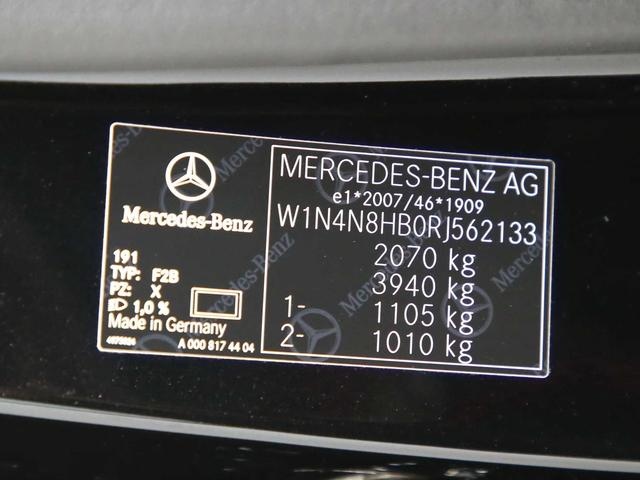 MERCEDES-BENZ AG
e1*2007/46*1909
W1N4N8HB0RJ562133
2070 kg
3940 kg
1- 1105 kg
2- 1010 kg
Mercedes-Benz
191
TYP: F2B
PZ: X
1,0 %
Made in Germany
A 000 817 44 04